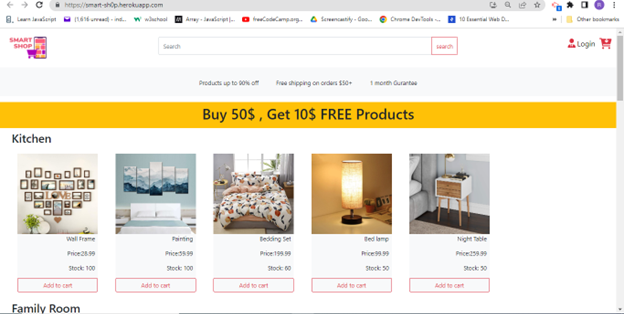 https://smart-sh0p.herokuapp.com
Learn JavaScript
(1,616 unread) - ind...
w3school
Array - JavaScript |...
freeCodeCamp.org...
Screencastify - Goo...
Chrome DevTools -...
10 Essential Web D...
»
Other bookmarks
SMART
SHOP
Search
search
Login
Products up to 90% off
Free shipping on orders $50+
1 month Gurantee
Buy 50$ , Get 10$ FREE Products
Kitchen
Wall Frame
Painting
Bedding Set
Bed lamp
Night Table
Price:28.99
Price:59.99
Price:199.99
Price:99.99
Price:259.99
Stock: 100
Stock: 100
Stock: 60
Stock: 50
Stock: 50
Add to cart
Add to cart
Add to cart
Add to cart
Add to cart
Family Room